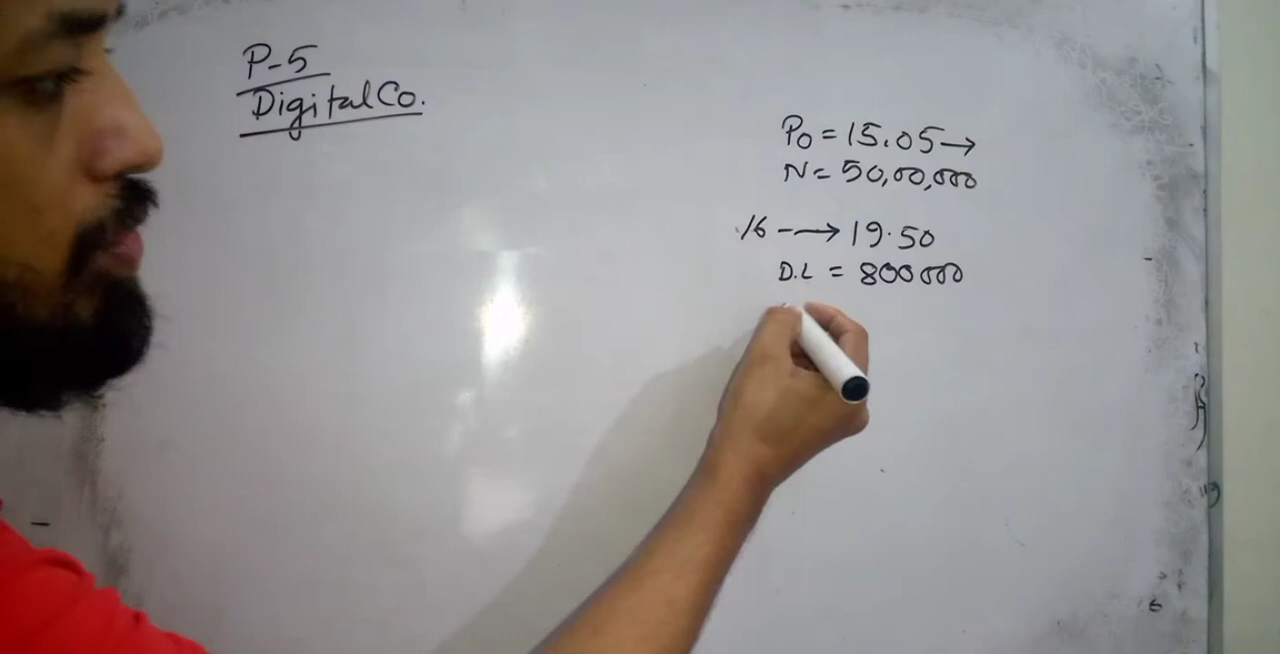 P-5
Digital Co.
P0 = 15.05→
N = 50,00,000
16 -→ 19.50
D.L = 800000